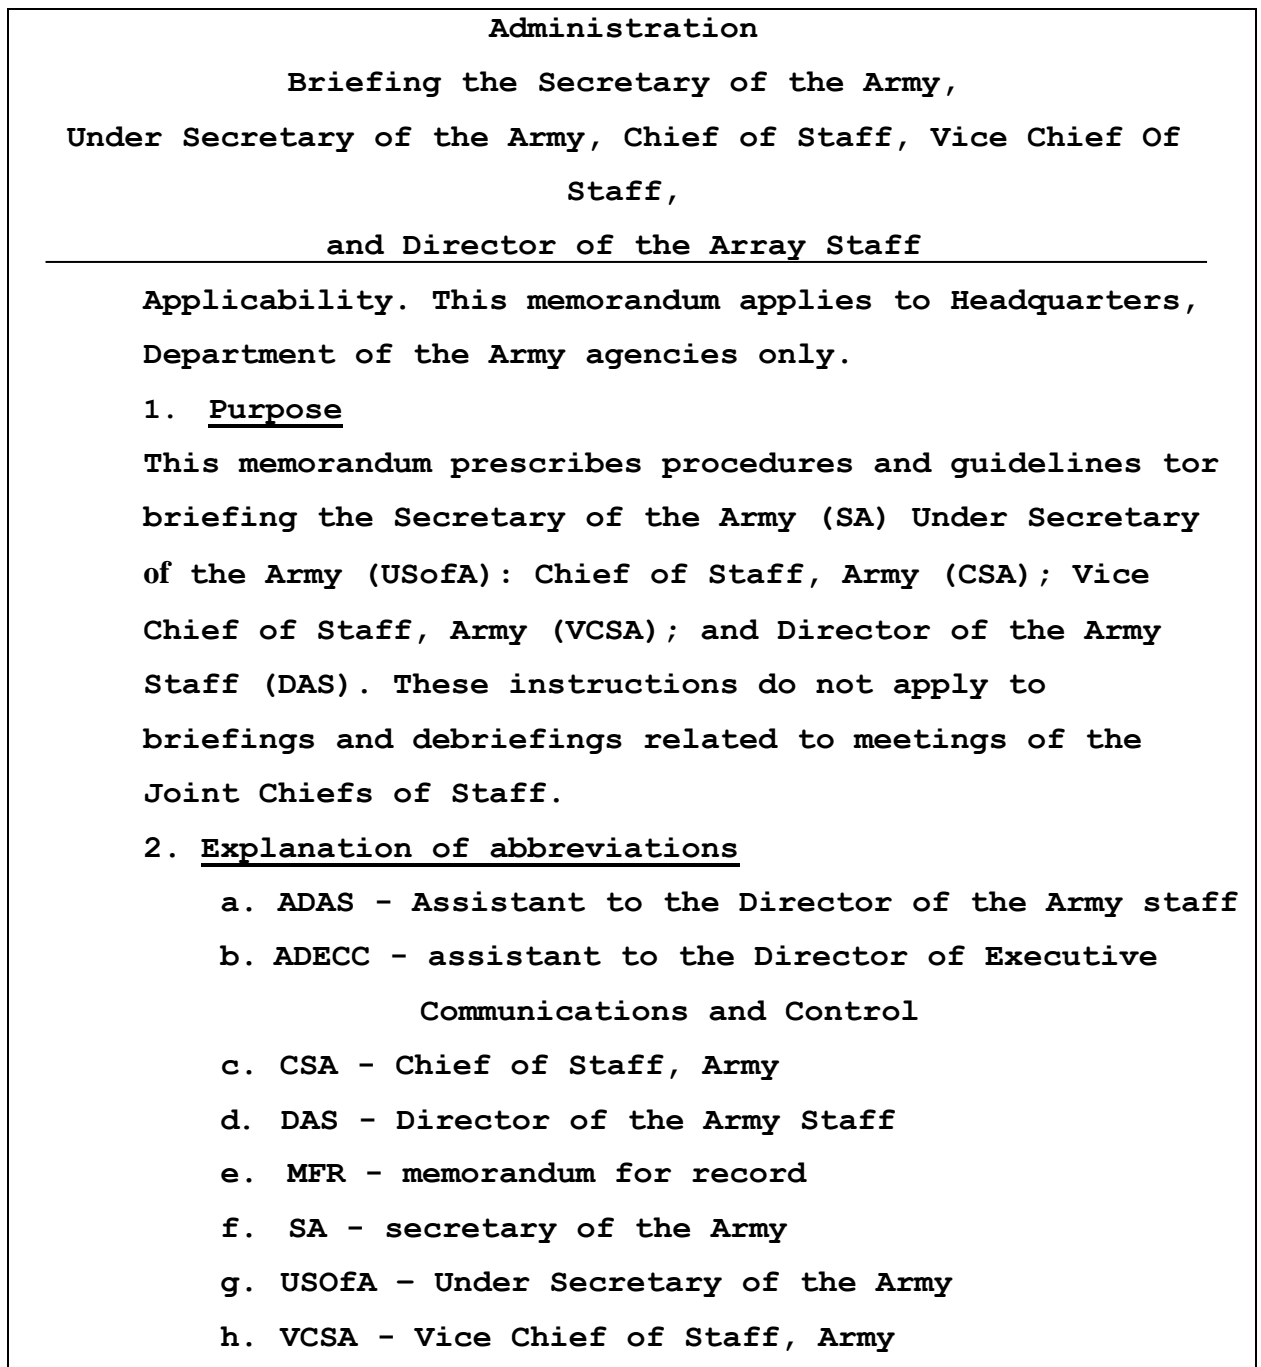 Administration
Briefing the Secretary of the Army,
Under Secretary of the Army, Chief of Staff, Vice Chief Of
Staff,
and Director of the Array Staff
Applicability. This memorandum applies to Headquarters,
Department of the Army agencies only.
1. Purpose
This memorandum prescribes procedures and guidelines tor
briefing the Secretary of the Army (SA) Under Secretary
of the Army (USofA): Chief of Staff, Army (CSA); Vice
Chief of Staff, Army (VCSA); and Director of the Army
Staff (DAS). These instructions do not apply to
briefings and debriefings related to meetings of the
Joint Chiefs of Staff.
2. Explanation of abbreviations
a. ADAS - Assistant to the Director of the Army staff
b. ADECC - assistant to the Director of Executive
Communications and Control
c. CSA - Chief of Staff, Army
d. DAS - Director of the Army Staff
e. MFR - memorandum for record
f. SA - secretary of the Army
g. USOfA – Under Secretary of the Army
h. VCSA - Vice Chief of Staff, Army